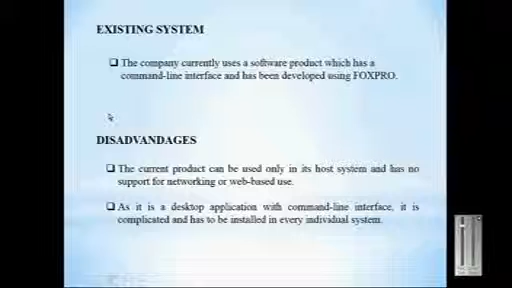 EXISTING SYSTEM
The company currently uses a software product which has a
command-line interface and has been developed using FOXPRO.
DISADVANDAGES
The current product can be used only in its host system and has no
support for networking or web-based use.
As it is a desktop application with command-line interface, it is
complicated and has to be installed in every individual system.